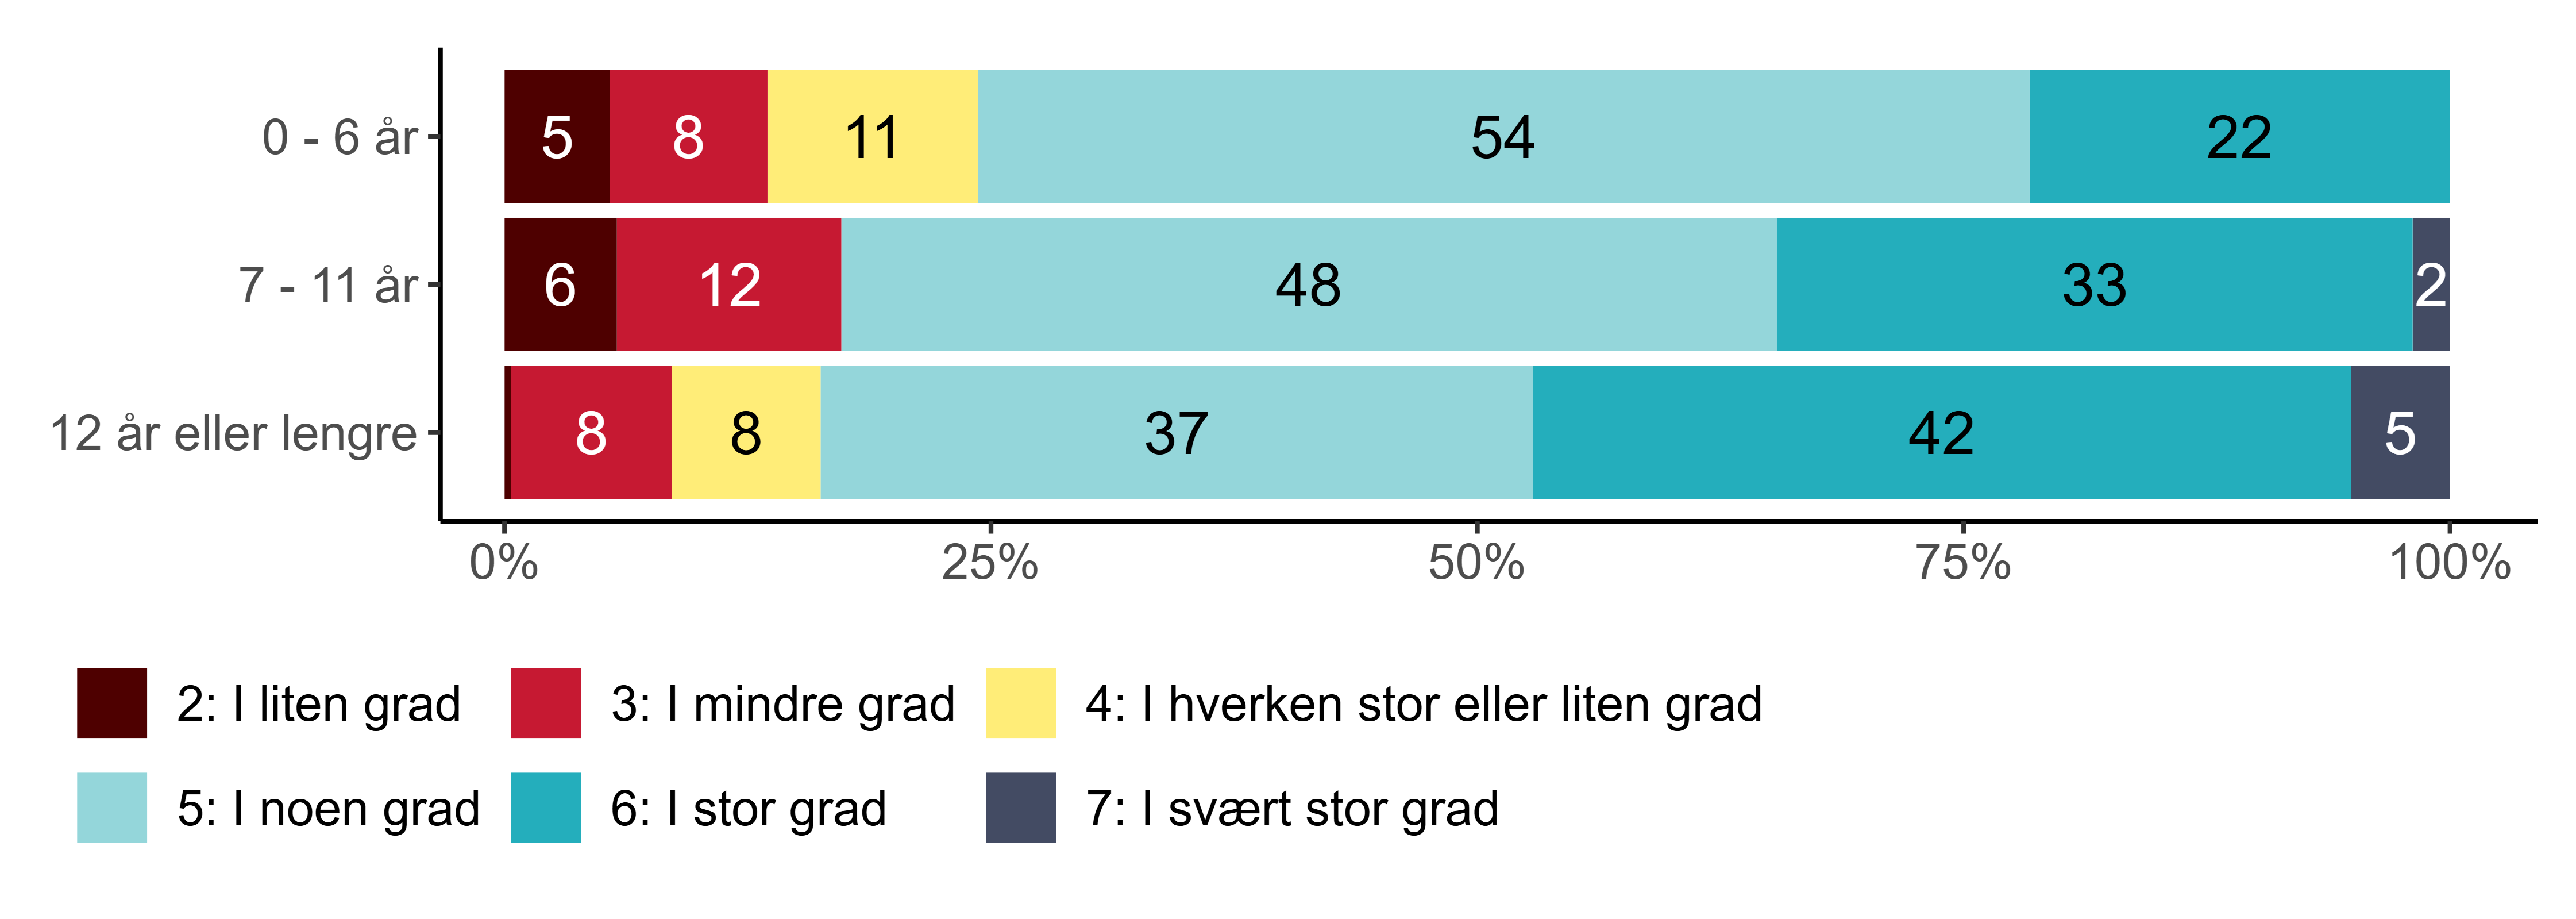 0 - 6 år 5 8 11 54 22
7 - 11 år 6 12 48 33 2
12 år eller lengre 8 8 37 42 5
0% 25% 50% 75% 100%
2: I liten grad 3: I mindre grad 4: I hverken stor eller liten grad
5: I noen grad 6: I stor grad 7: I svært stor grad